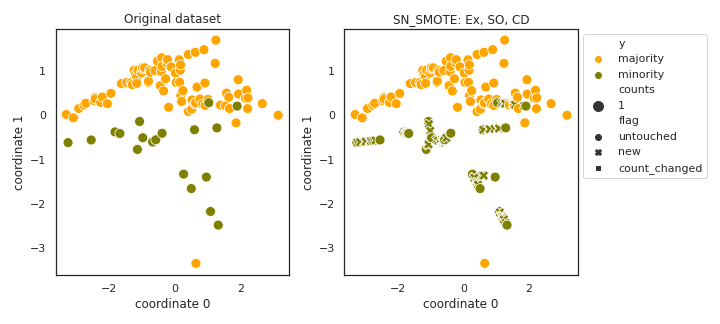 Original dataset
coordinate 1
1
0
−1
−2
−3
−2
0
2
coordinate 0
SN_SMOTE: Ex, SO, CD
coordinate 1
1
0
−1
−2
−3
−2
0
2
coordinate 0
y
majority
minority
counts
1
flag
untouched
new
count_changed